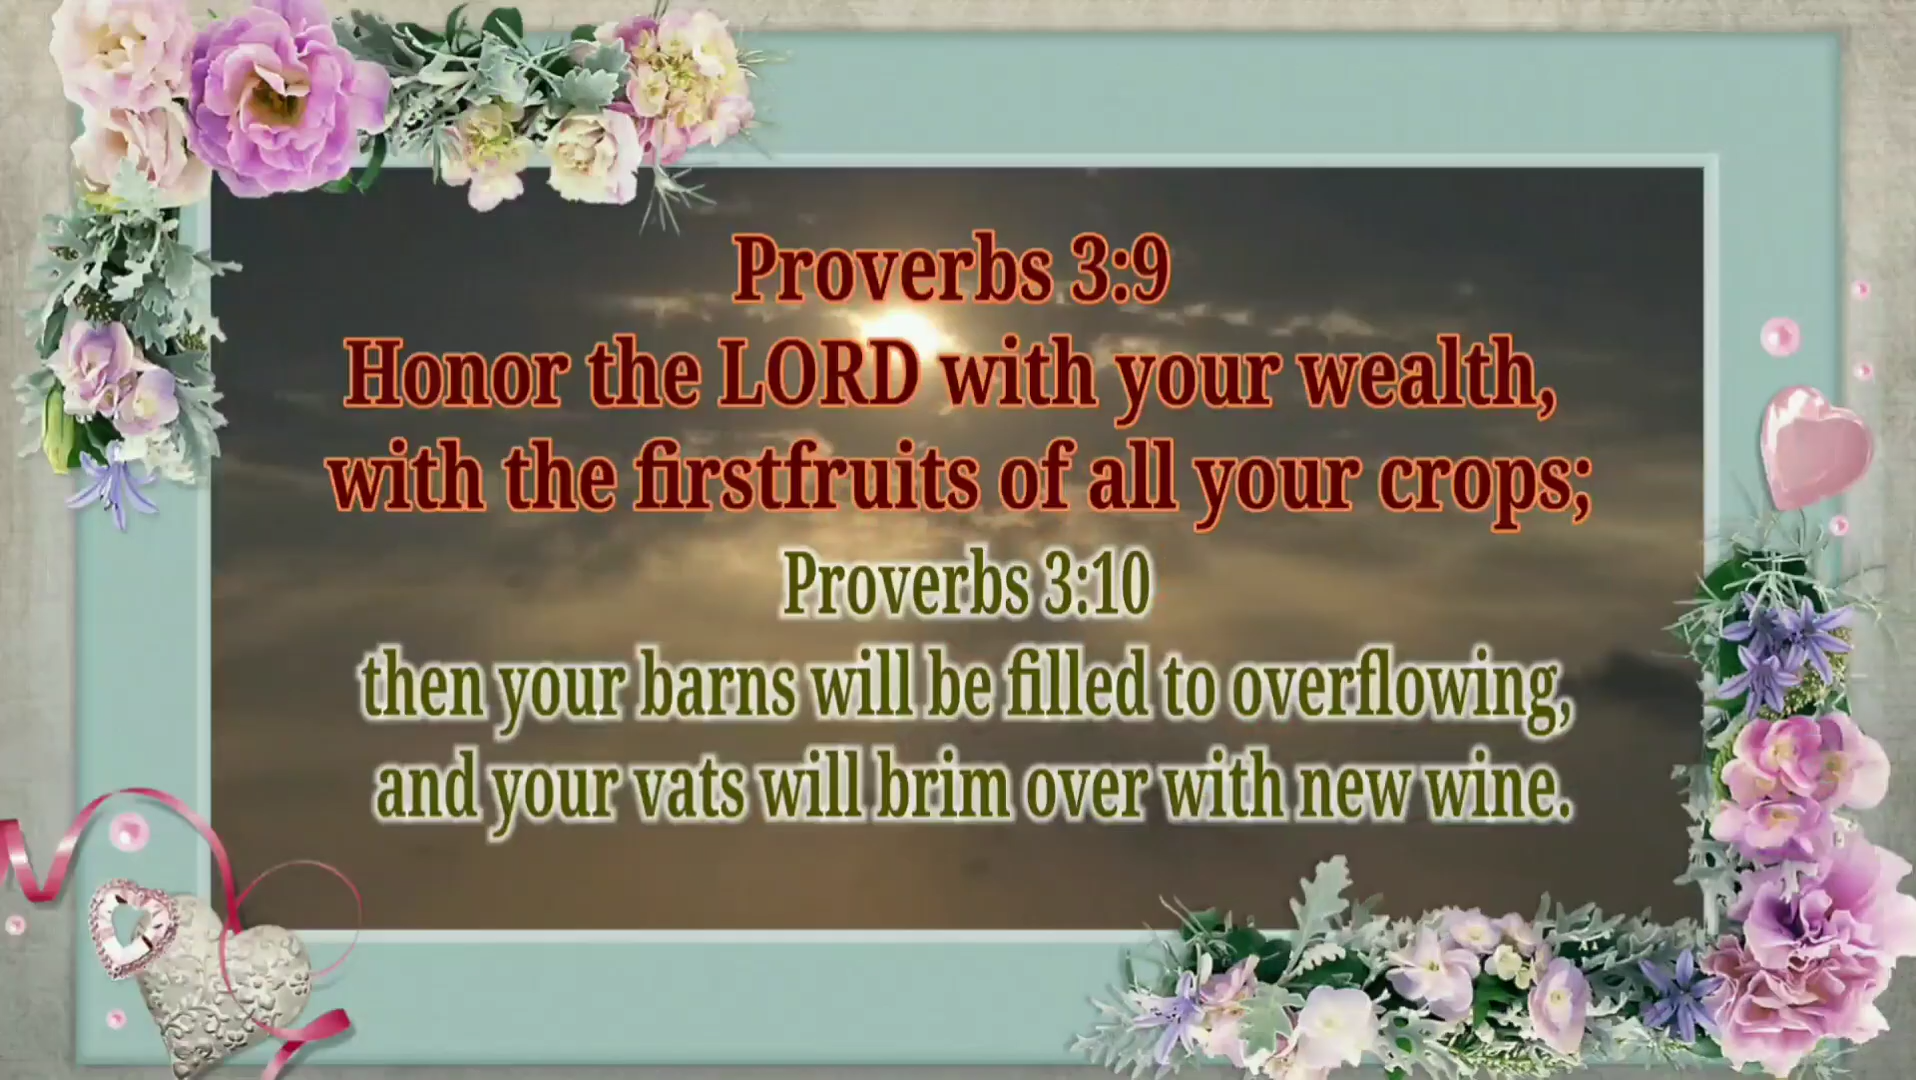 Proverbs 3:9
Honor the LORD with your wealth,
with the firstfruits of all your crops;
Proverbs 3:10
then your barns will be filled to overflowing,
and your vats will brim over with new wine.